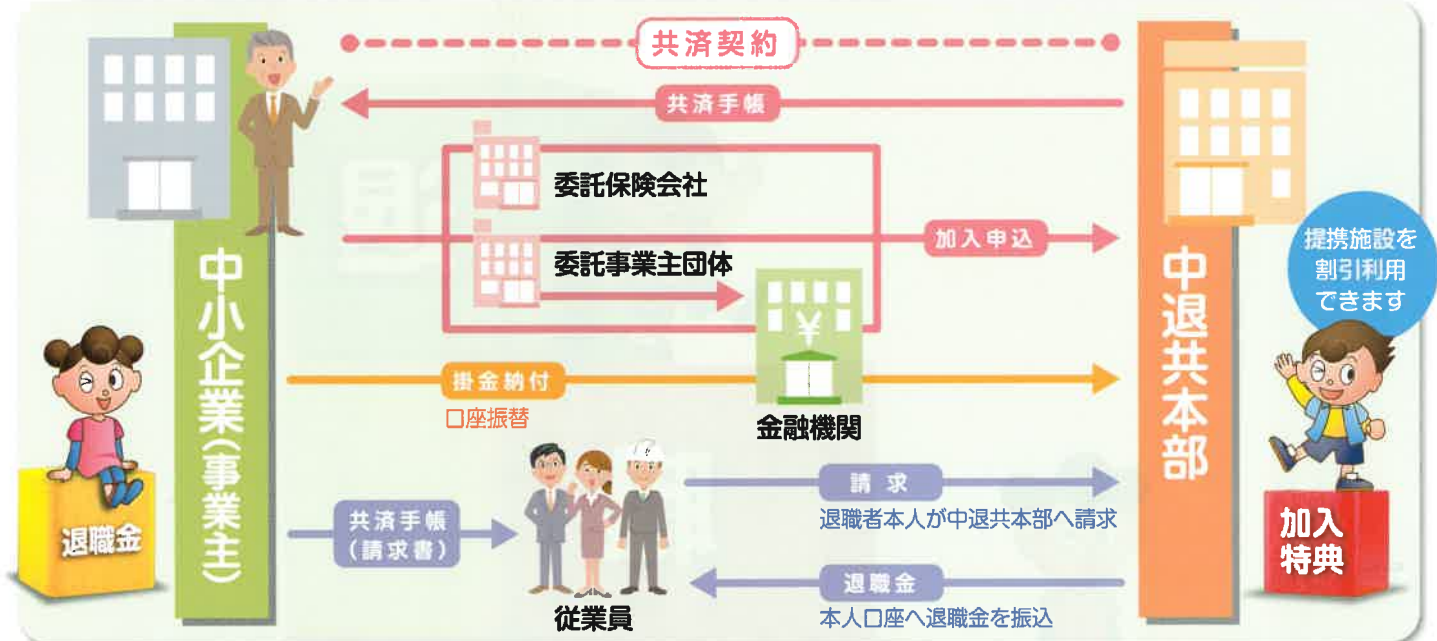 共済契約
共済手帳
委託保険会社
委託事業主団体
加入申込
中小企業(事業主)
中退共本部
提携施設を
割引利用
できます
¥
掛金納付
口座振替
金融機関
退職金
共済手帳
(請求書)
従業員
請求
退職者本人が中退共本部へ請求
退職金
本人口座へ退職金を振込
加入
特典